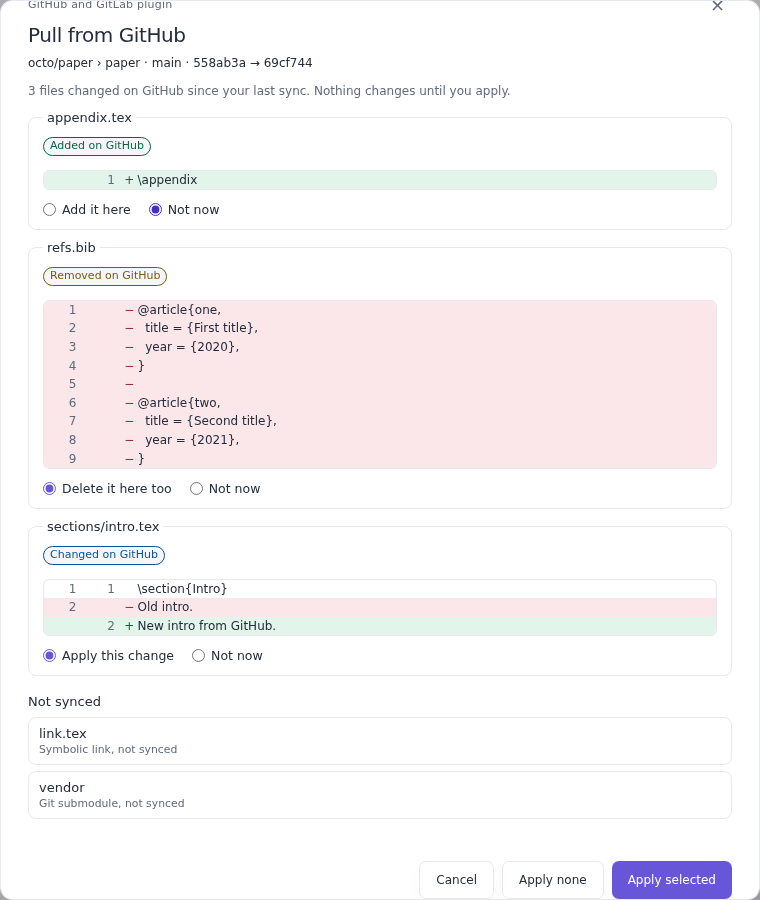 GitHub and GitLab plugin
Pull from GitHub
octo/paper › paper · main · 558ab3a → 69cf744
3 files changed on GitHub since your last sync. Nothing changes until you apply.
appendix.tex
Added on GitHub
1 + \appendix
Add it here Not now
refs.bib
Removed on GitHub
1 − @article{one,
2 − title = {First title},
3 − year = {2020},
4 − }
5 −
6 − @article{two,
7 − title = {Second title},
8 − year = {2021},
9 − }
Delete it here too Not now
sections/intro.tex
Changed on GitHub
1 1 \section{Intro}
2 − Old intro.
2 + New intro from GitHub.
Apply this change Not now
Not synced
link.tex
Symbolic link, not synced
vendor
Git submodule, not synced
Cancel Apply none Apply selected